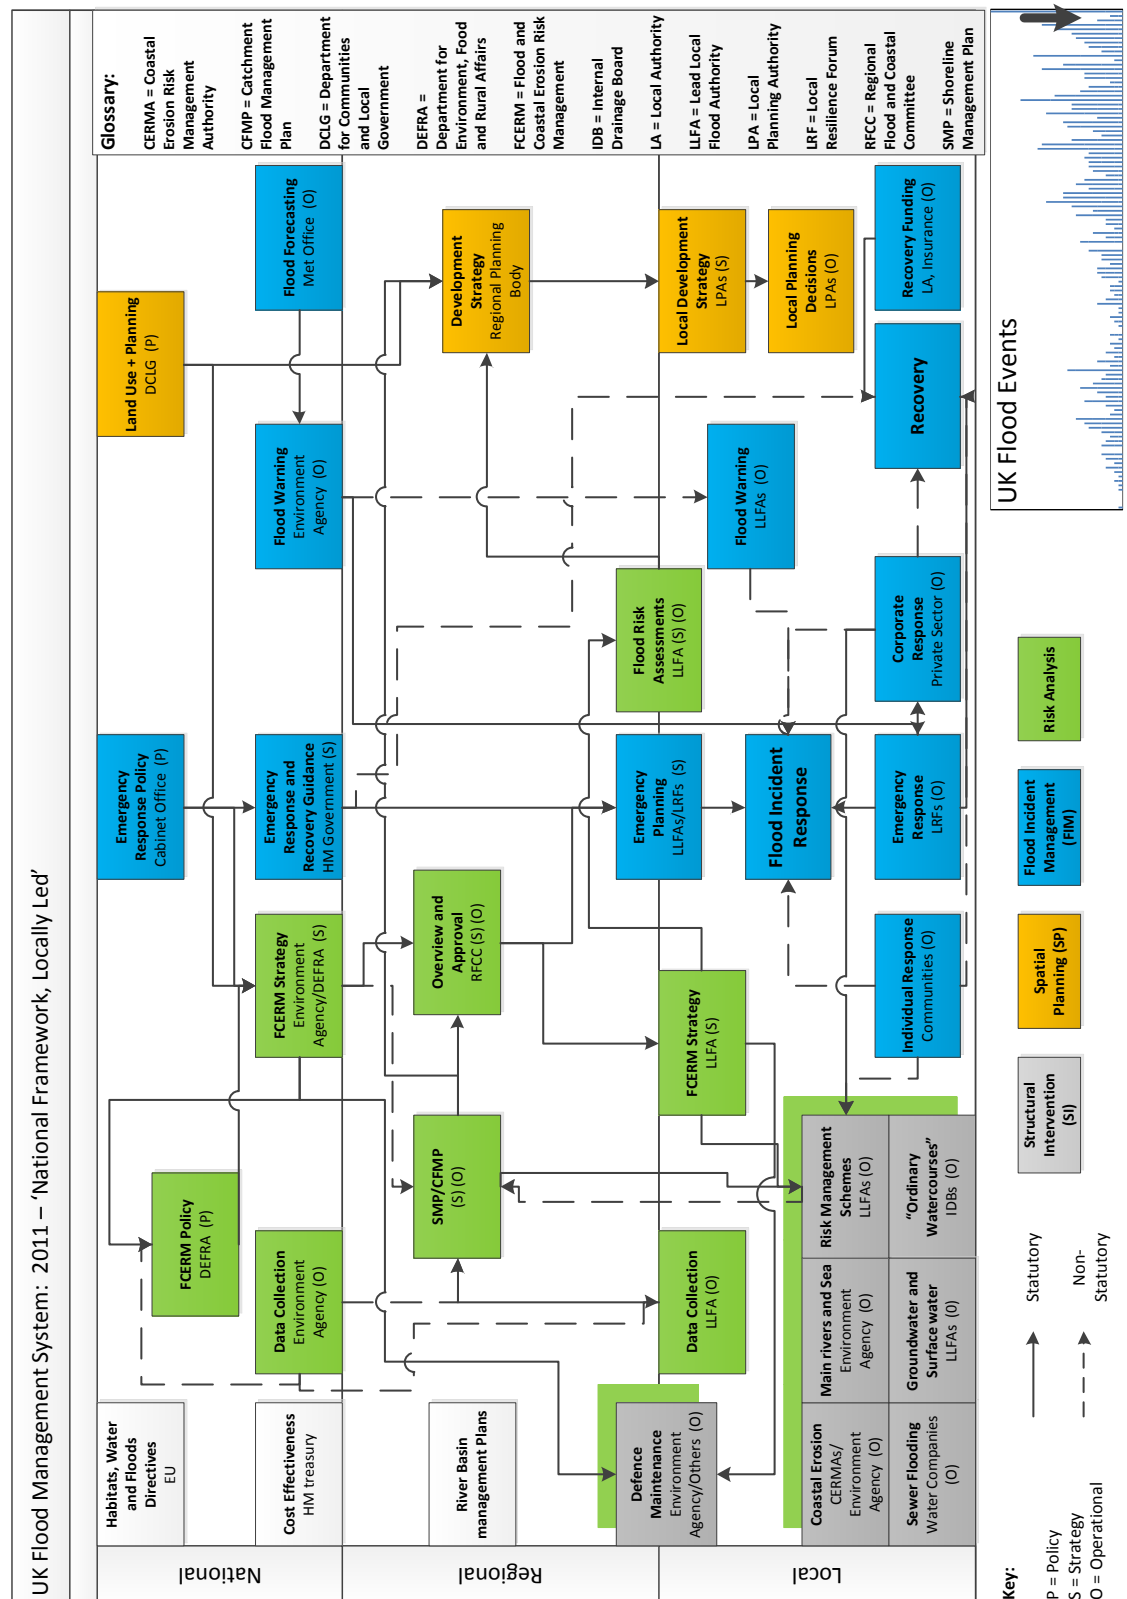 UK Flood Management System:  2011 – ‘National Framework, Locally Led’
National
Regional
Local
Habitats, Water
and Floods
Directives
EU
Cost Effectiveness
HM treasury
River Basin
management Plans
FCERM Policy
DEFRA  (P)
Data Collection
Environment
Agency (O)
FCERM Strategy
Environment
Agency/DEFRA (S)
Emergency
Response Policy
Cabinet Office (P)
Emergency
Response and
Recovery Guidance
HM Government (S)
Land Use + Planning
DCLG  (P)
Flood Warning
Environment
Agency  (O)
Flood Forecasting
Met Office  (O)
SMP/CFMP
(S) (O)
Overview and
Approval
RFCC (S) (O)
Development
Strategy
Regional Planning
Body
Defence
Maintenance
Environment
Agency/Others (O)
Data Collection
LLFA (O)
FCERM Strategy
LLFA (S)
Emergency
Planning
LLFAs/LRFs  (S)
Flood Risk
Assessments
LLFA (S) (O)
Flood Warning
LLFAs  (O)
Local Development
Strategy
LPAs (S)
Local Planning
Decisions
LPAs (O)
Flood Incident
Response
Coastal Erosion
CERMAs/
Environment
Agency (O)
Main rivers and Sea
Environment
Agency (O)
Risk Management
Schemes
LLFAs (O)
Sewer Flooding
Water Companies
(O)
Groundwater and
Surface water
LLFAs (0)
“Ordinary
Watercourses”
IDBs (O)
Individual Response
Communities (O)
Emergency
Response
LRFs (O)
Corporate
Response
Private Sector (O)
Recovery
Recovery Funding
LA, Insurance (O)
Glossary:
CERMA = Coastal
Erosion Risk
Management
Authority
CFMP = Catchment
Flood Management
Plan
DCLG = Department
for Communities
and Local
Government
DEFRA =
Department for
Environment, Food
and Rural Affairs
FCERM = Flood and
Coastal Erosion Risk
Management
IDB = Internal
Drainage Board
LA = Local Authority
LLFA = Lead Local
Flood Authority
LPA = Local
Planning Authority
LRF = Local
Resilience Forum
RFCC = Regional
Flood and Coastal
Committee
SMP = Shoreline
Management Plan
Key:
P = Policy
S = Strategy
O = Operational
Statutory
Non-
Statutory
Structural
Intervention
(SI)
Spatial
Planning (SP)
Flood Incident
Management
(FIM)
Risk Analysis
UK Flood Events